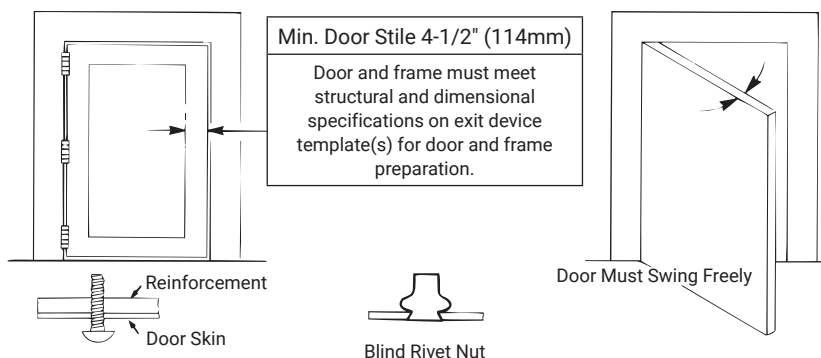 Min. Door Stile 4-1/2" (114mm)
Door and frame must meet
structural and dimensional
specifications on exit device
template(s) for door and frame
preparation.
Door Must Swing Freely
Reinforcement
Door Skin
Blind Rivet Nut